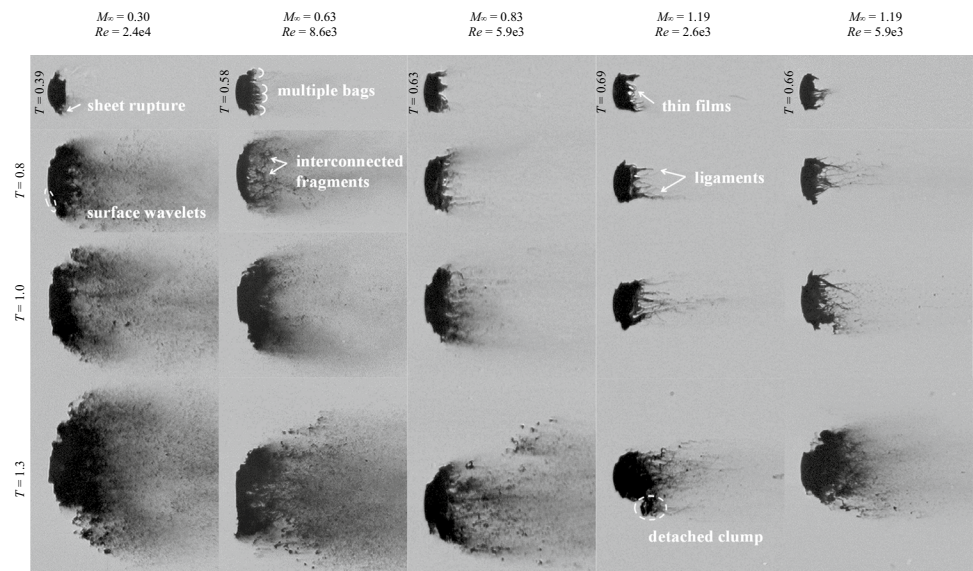 M∞ = 0.30
Re = 2.4e4
M∞ = 0.63
Re = 8.6e3
M∞ = 0.83
Re = 5.9e3
M∞ = 1.19
Re = 2.6e3
M∞ = 1.19
Re = 5.9e3
T = 0.39
sheet rupture
T = 0.58
multiple bags
T = 0.63
T = 0.69
thin films
T = 0.66
T = 0.8
surface wavelets
interconnected
fragments
ligaments
T = 1.0
T = 1.3
detached clump